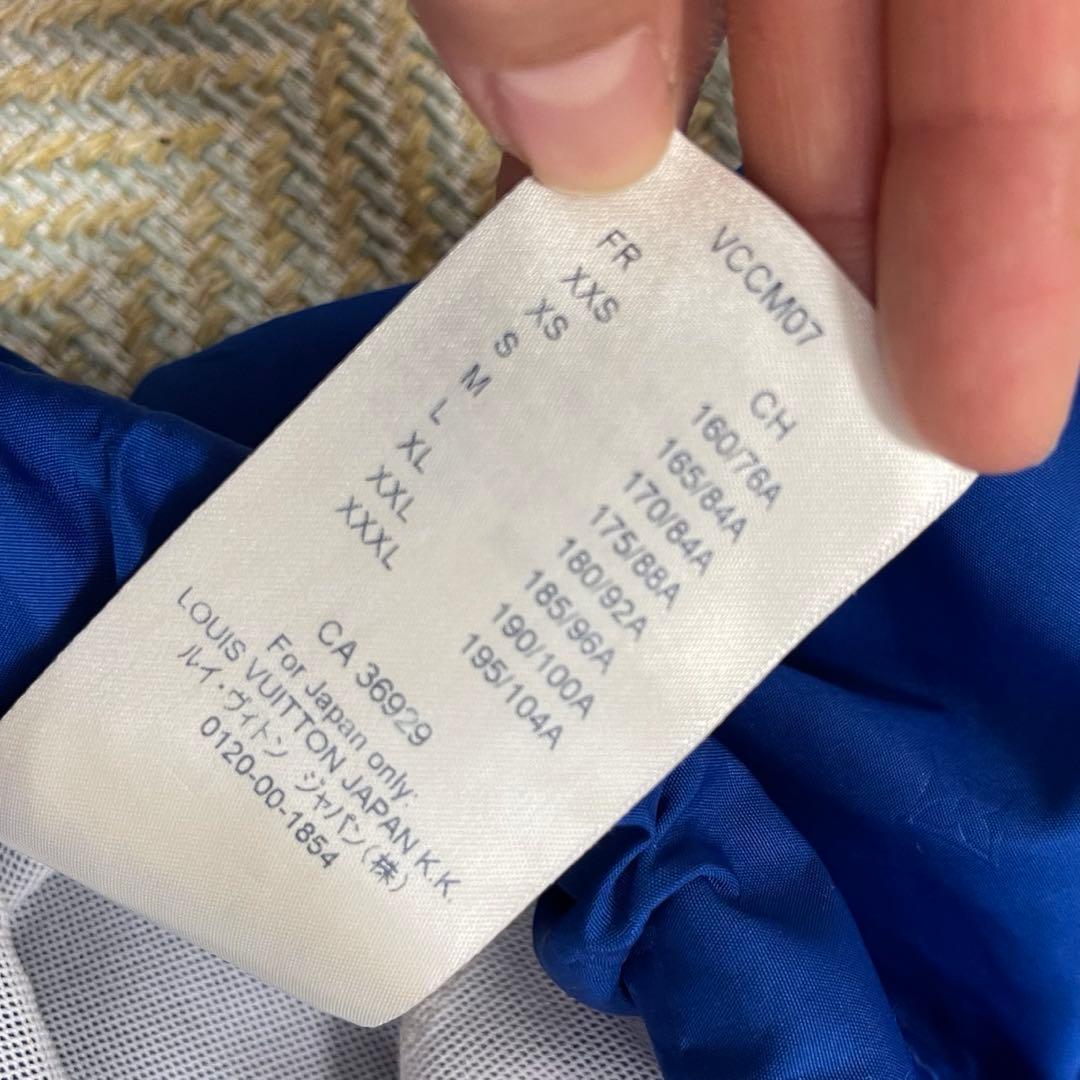 VCCM07
FR CH
XXS 160/76A
XS 165/84A
S 170/84A
M 175/88A
L 180/92A
XL 185/96A
XXL 190/100A
XXXL 195/104A
CA 36929
For Japan only:
LOUIS VUITTON JAPAN K.K.
ルイ・ヴィトン ジャパン(株)
0120-00-1854